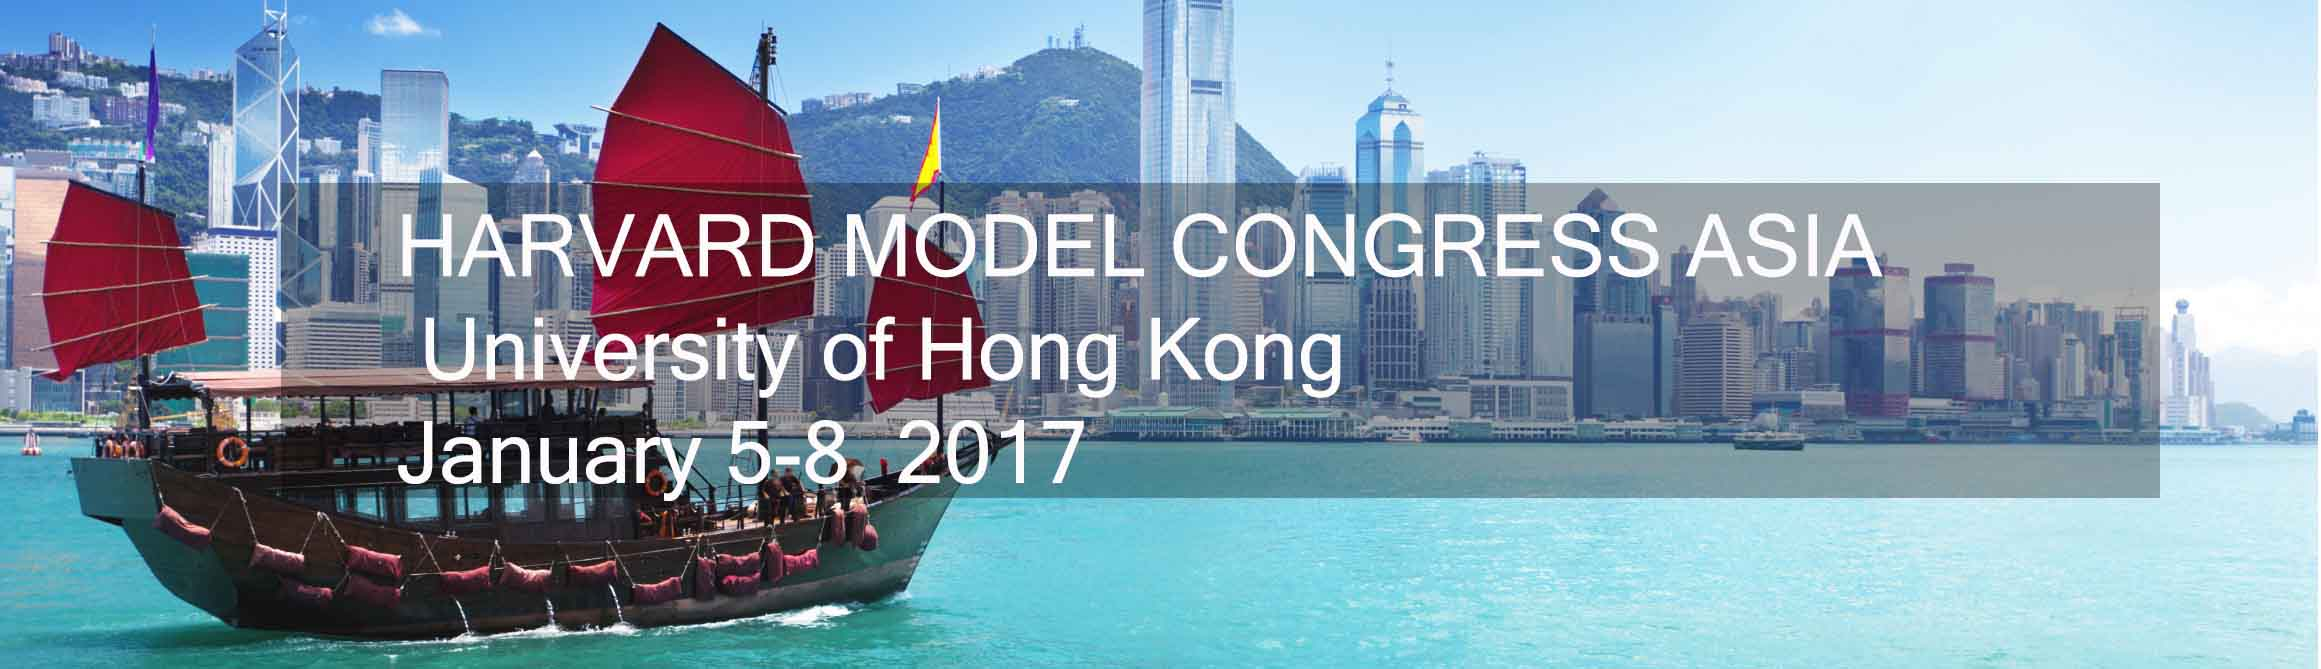 HARVARD MODEL CONGRESS ASIA
University of Hong Kong
January 5-8  2017